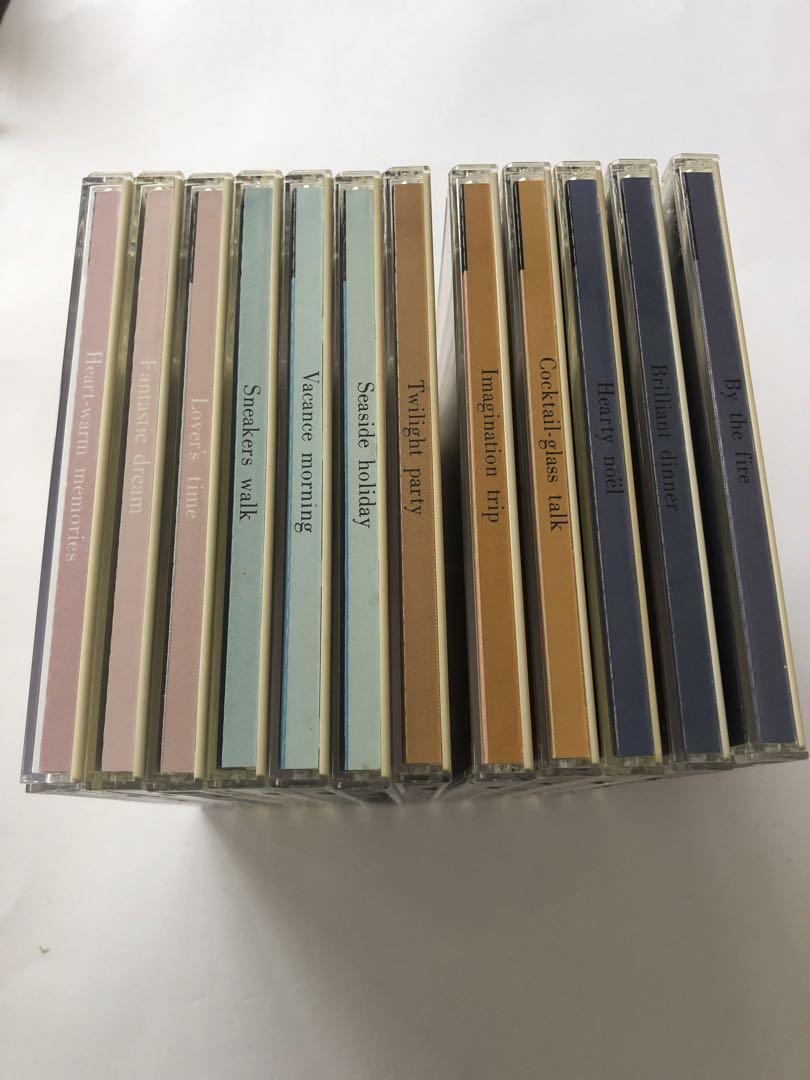 Heart-warm memories
Fantastic dream
Lover's time
Sneakers walk
Vacance morning
Seaside holiday
Twilight party
Imagination trip
Cocktail-glass talk
Hearty noël
Brilliant dinner
By the fire